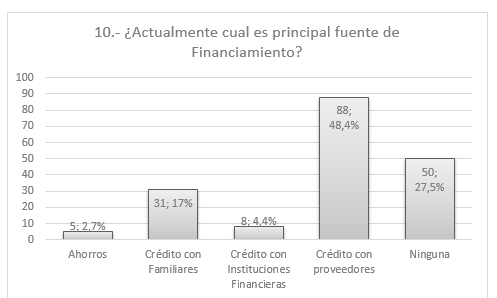 10.- ¿Actualmente cual es principal fuente de
Financiamiento?
100
90
80
70
60
50
40
30
20
10
0
5; 2,7%
31; 17%
8; 4,4%
88;
48,4%
50;
27,5%
Ahorros
Crédito con
Familiares
Crédito con
Instituciones
Financieras
Crédito con
proveedores
Ninguna